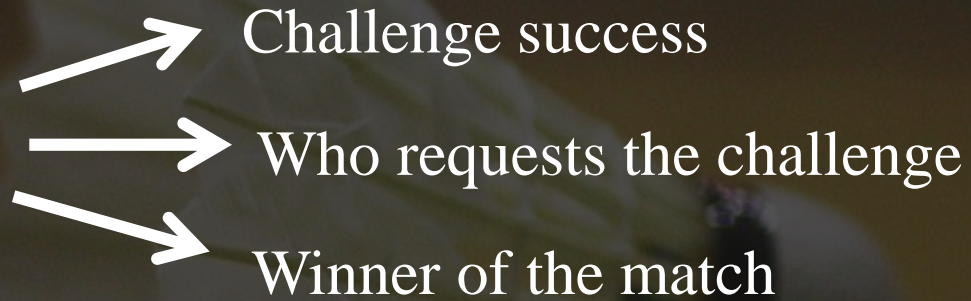 Challenge success
Who requests the challenge
Winner of the match